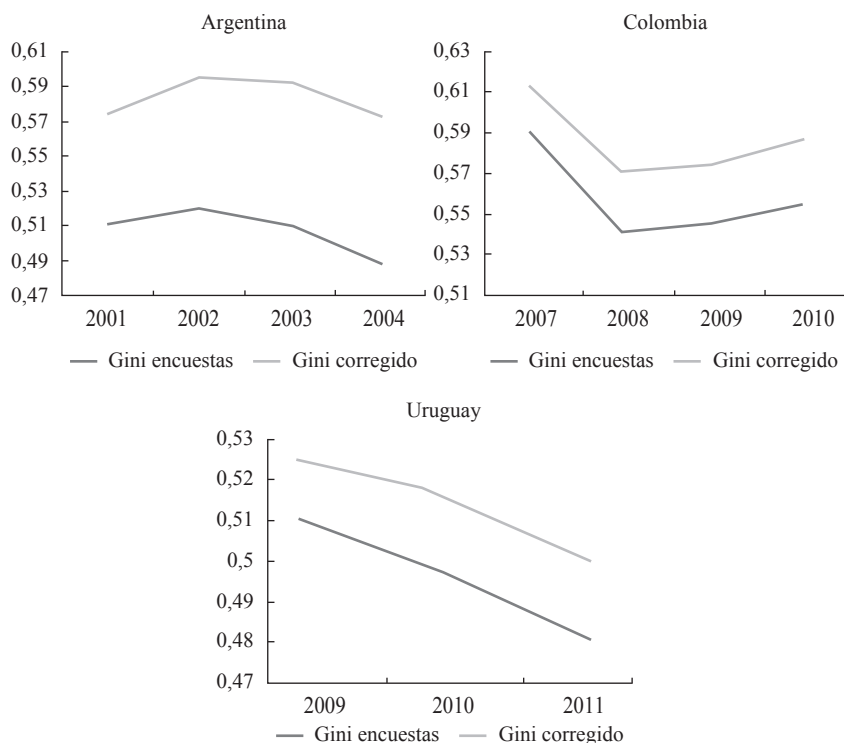 Argentina
0,61
0,59
0,57
0,55
0,53
0,51
0,49
0,47
2001 2002 2003 2004
Gini encuestas Gini corregido
Colombia
0,63
0,61
0,59
0,57
0,55
0,53
0,51
2007 2008 2009 2010
Gini encuestas Gini corregido
Uruguay
0,53
0,52
0,51
0,5
0,49
0,48
0,47
2009 2010 2011
Gini encuestas Gini corregido